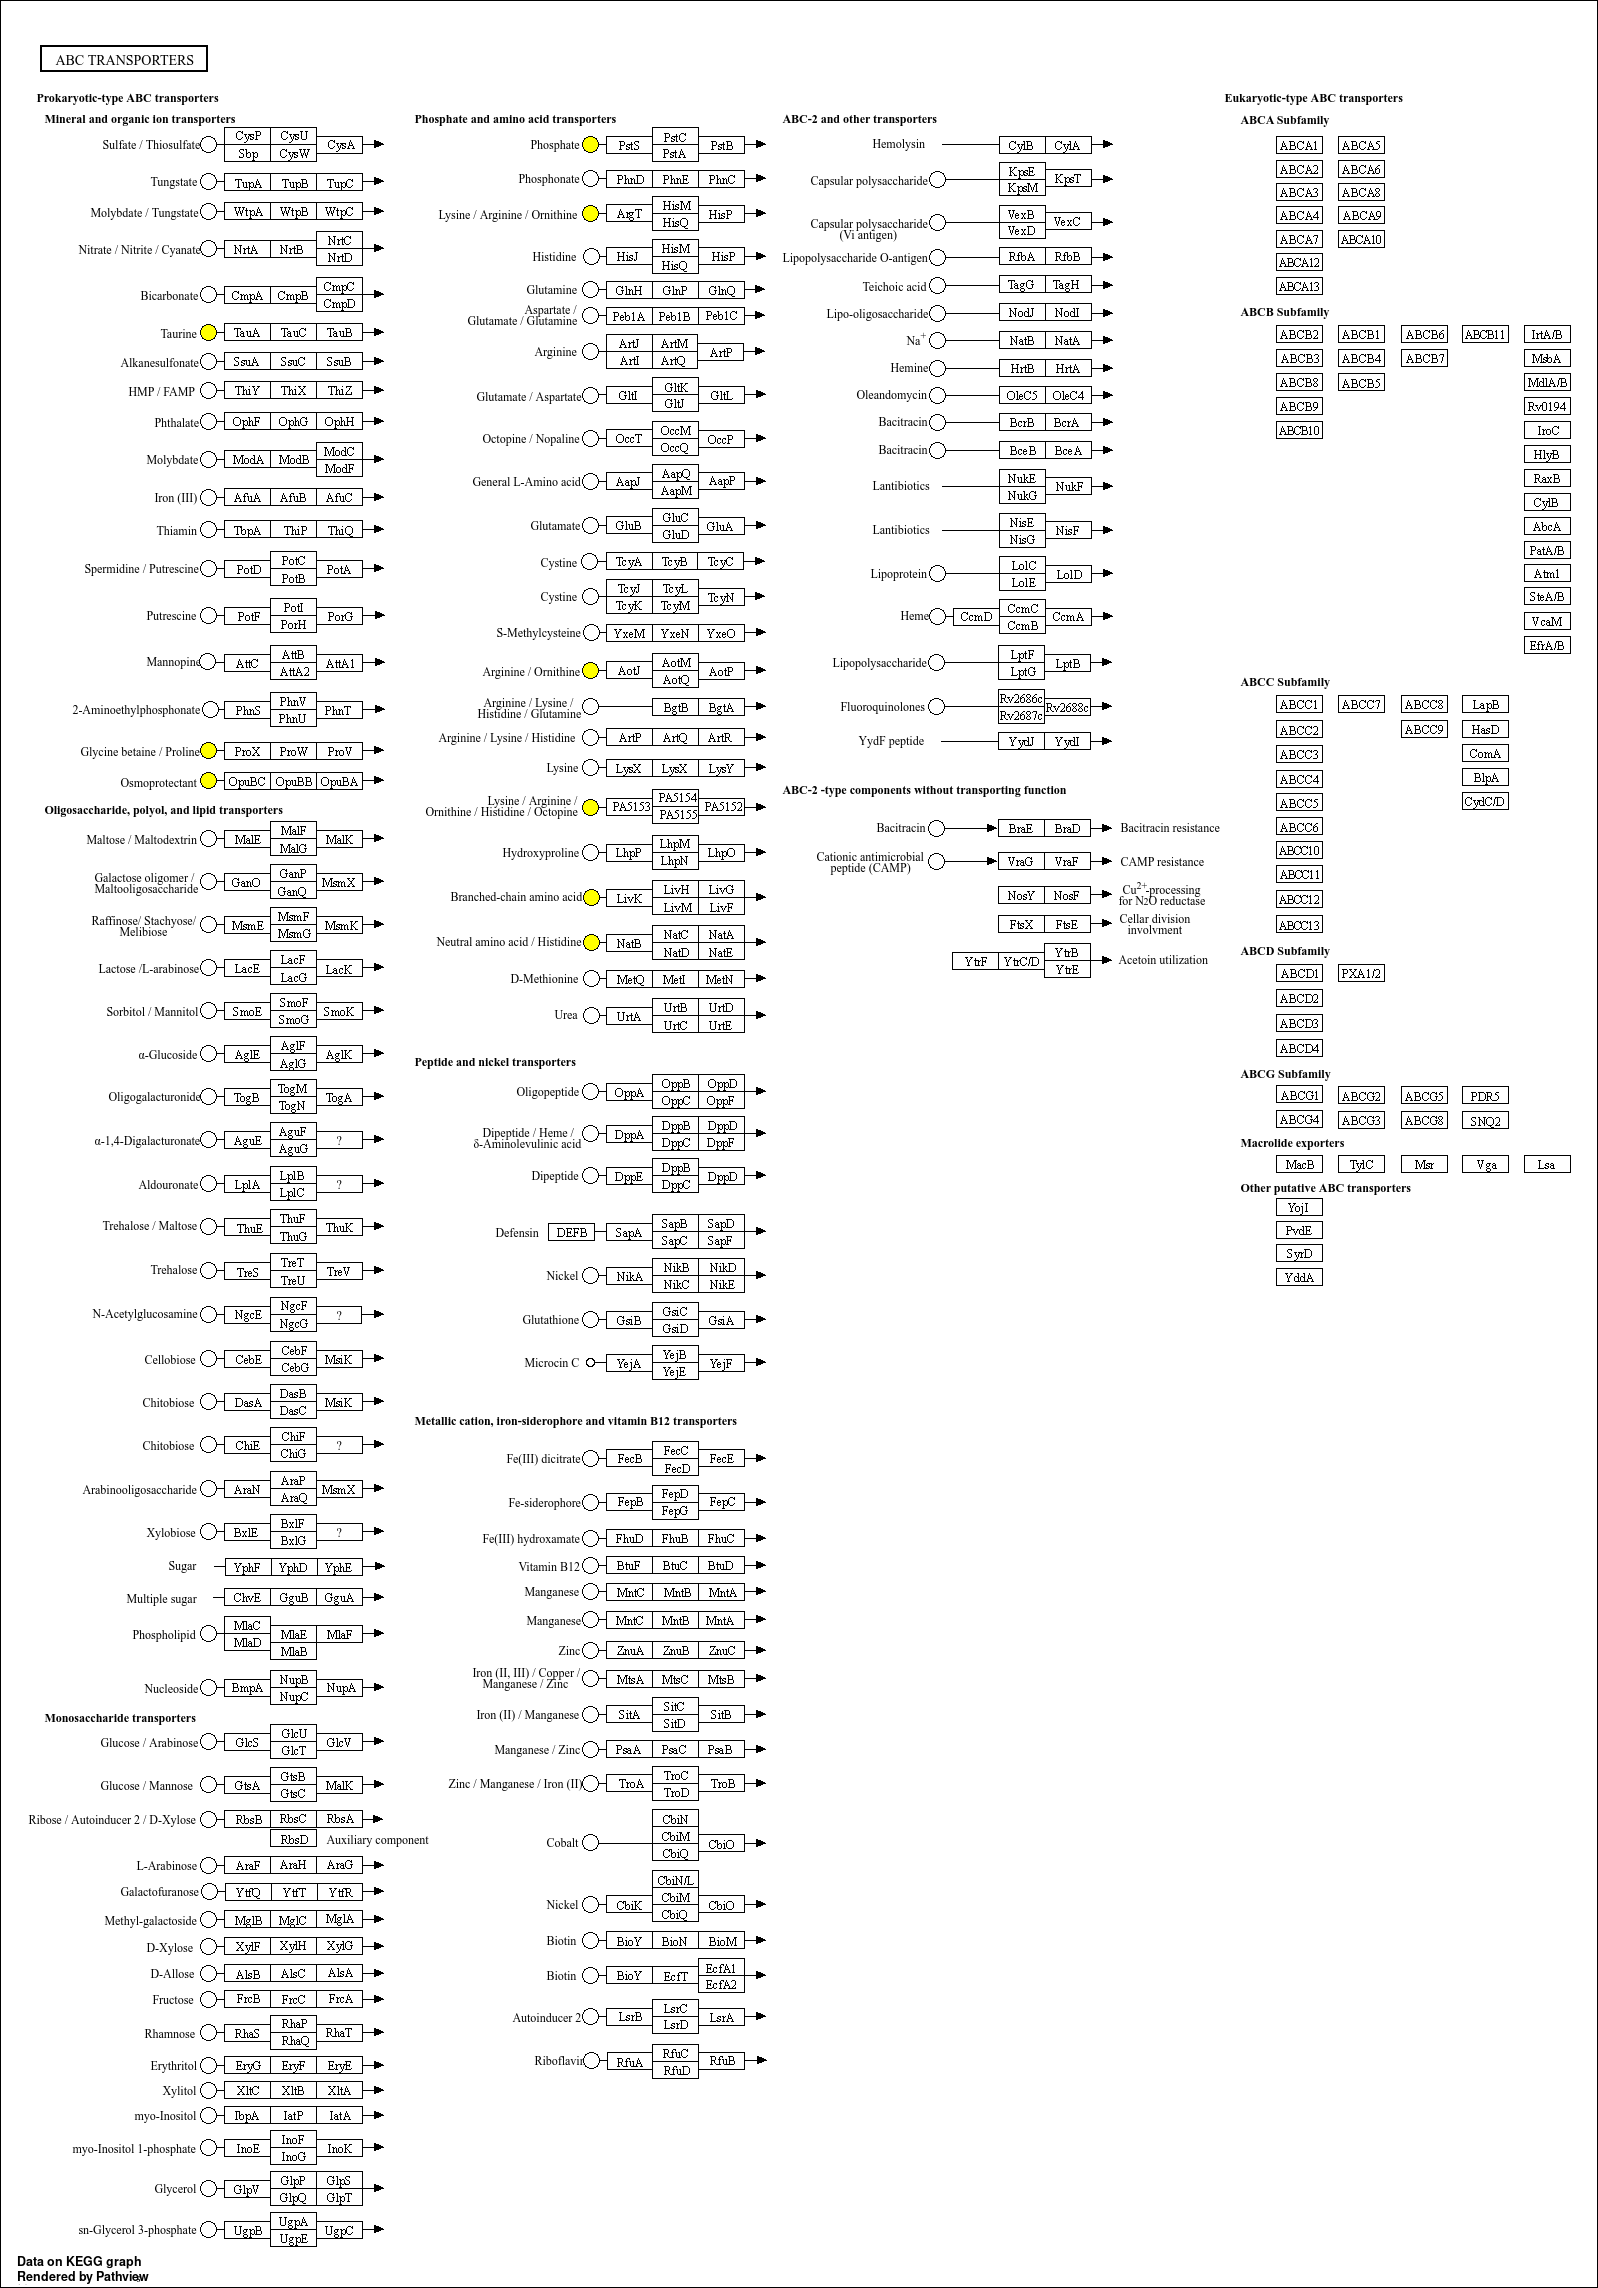 ABC TRANSPORTERS
Prokaryotic-type ABC transporters
Mineral and organic ion transporters
Sulfate / Thiosulfate CysP CysU CysA
Sbp CysW
Tungstate TupA TupB TupC
Molybdate / Tungstate WtpA WtpB WtpC
Nitrate / Nitrite / Cyanate NrtA NrtB NrtC
NrtD
Bicarbonate CmpA CmpB CmpC
CmpD
Taurine TauA TauC TauB
Alkanesulfonate SsuA SsuC SsuB
HMP / FAMP ThiY ThiX ThiZ
Phthalate OphF OphG OphH
Molybdate ModA ModB ModC
ModF
Iron (III) AfuA AfuB AfuC
Thiamin TbpA ThiP ThiQ
Spermidine / Putrescine PotD PotC PotA
PotB
Putrescine PotF PotI PorG
PorH
Mannopine AttC AttB AttA1
AttA2
2-Aminoethylphosphonate PhnS PhnV PhnT
PhnU
Glycine betaine / Proline ProX ProW ProV
Osmoprotectant OpuBC OpuBB OpuBA
Oligosaccharide, polyol, and lipid transporters
Maltose / Maltodextrin MalE MalF MalK
MalG
Galactose oligomer / GanO GanP MsmX
Maltooligosaccharide GanQ
Raffinose/ Stachyose/ MsmE MsmF MsmK
Melibiose MsmG
Lactose /L-arabinose LacE LacF LacK
LacG
Sorbitol / Mannitol SmoE SmoF SmoK
SmoG
α-Glucoside AglE AglF AglK
AglG
Oligogalacturonide TogB TogM TogA
TogN
α-1,4-Digalacturonate AguE AguF ?
AguG
Aldouronate LplA LplB ?
LplC
Trehalose / Maltose ThuE ThuF ThuK
ThuG
Trehalose TreS TreT TreV
TreU
N-Acetylglucosamine NgcE NgcF ?
NgcG
Cellobiose CebE CebF MsiK
CebG
Chitobiose DasA DasB MsiK
DasC
Chitobiose ChiE ChiF ?
ChiG
Arabinooligosaccharide AraN AraP MsmX
AraQ
Xylobiose BxlE BxlF ?
BxlG
Sugar YphF YphD YphE
Multiple sugar ChvE GguB GguA
Phospholipid MlaC MlaE MlaF
MlaD MlaB
Nucleoside BmpA NupB NupA
NupC
Monosaccharide transporters
Glucose / Arabinose GlcS GlcU GlcV
GlcT
Glucose / Mannose GtsA GtsB MalK
GtsC
Ribose / Autoinducer 2 / D-Xylose RbsB RbsC RbsA
RbsD Auxiliary component
L-Arabinose AraF AraH AraG
Galactofuranose YtfQ YtfT YtfR
Methyl-galactoside MglB MglC MglA
D-Xylose XylF XylH XylG
D-Allose AlsB AlsC AlsA
Fructose FrcB FrcC FrcA
Rhamnose RhaS RhaP RhaT
RhaQ
Erythritol EryG EryF EryE
Xylitol XltC XltB XltA
myo-Inositol IbpA IatP IatA
myo-Inositol 1-phosphate InoE InoF InoK
InoG
Glycerol GlpV GlpP GlpS
GlpQ GlpT
sn-Glycerol 3-phosphate UgpB UgpA UgpC
UgpE
Phosphate and amino acid transporters
Phosphate PstS PstC PstB
PstA
Phosphonate PhnD PhnE PhnC
Lysine / Arginine / Ornithine ArgT HisM HisP
HisQ
Histidine HisJ HisM HisP
HisQ
Glutamine GlnH GlnP GlnQ
Aspartate / Peb1A Peb1B Peb1C
Glutamate / Glutamine
Arginine ArtJ ArtM ArtP
ArtI ArtQ
Glutamate / Aspartate GltI GltK GltL
GltJ
Octopine / Nopaline OccT OccM OccP
OccQ
General L-Amino acid AapJ AapQ AapP
AapM
Glutamate GluB GluC GluA
GluD
Cystine TcyA TcyB TcyC
Cystine TcyJ TcyL TcyN
TcyK TcyM
S-Methylcysteine YxeM YxeN YxeO
Arginine / Ornithine AotJ AotM AotP
AotQ
Arginine / Lysine / BgtB BgtA
Histidine / Glutamine
Arginine / Lysine / Histidine ArtP ArtQ ArtR
Lysine LysX LysX LysY
Lysine / Arginine / PA5153 PA5154 PA5152
Ornithine / Histidine / Octopine PA5155
Hydroxyproline LhpP LhpM LhpO
LhpN
Branched-chain amino acid LivK LivH LivG
LivM LivF
Neutral amino acid / Histidine NatB NatC NatA
NatD NatE
D-Methionine MetQ MetI MetN
Urea UrtA UrtB UrtD
UrtC UrtE
Peptide and nickel transporters
Oligopeptide OppA OppB OppD
OppC OppF
Dipeptide / Heme / DppA DppB DppD
δ-Aminolevulinic acid DppC DppF
Dipeptide DppE DppB DppD
DppC
Defensin DEFB SapA SapB SapD
SapC SapF
Nickel NikA NikB NikD
NikC NikE
Glutathione GsiB GsiC GsiA
GsiD
Microcin C YejA YejB YejF
YejE
Metallic cation, iron-siderophore and vitamin B12 transporters
Fe(III) dicitrate FecB FecC FecE
FecD
Fe-siderophore FepB FepD FepC
FepG
Fe(III) hydroxamate FhuD FhuB FhuC
Vitamin B12 BtuF BtuC BtuD
Manganese MntC MntB MntA
Manganese MntC MntB MntA
Zinc ZnuA ZnuB ZnuC
Iron (II, III) / Copper / MtsA MtsC MtsB
Manganese / Zinc
Iron (II) / Manganese SitA SitC SitB
SitD
Manganese / Zinc PsaA PsaC PsaB
Zinc / Manganese / Iron (II) TroA TroC TroB
TroD
CbiN
Cobalt CbiM CbiO
CbiQ
CbiN/L
Nickel CbiK CbiM CbiO
CbiQ
Biotin BioY BioN BioM
Biotin BioY EcfT EcfA1
EcfA2
Autoinducer 2 LsrB LsrC LsrA
LsrD
Riboflavin RfuA RfuC RfuB
RfuD
ABC-2 and other transporters
Hemolysin CylB CylA
Capsular polysaccharide KpsE KpsT
KpsM
Capsular polysaccharide VexB VexC
(Vi antigen) VexD
Lipopolysaccharide O-antigen RfbA RfbB
Teichoic acid TagG TagH
Lipo-oligosaccharide NodJ NodI
Na+ NatB NatA
Hemine HrtB HrtA
Oleandomycin OleC5 OleC4
Bacitracin BcrB BcrA
Bacitracin BceB BceA
Lantibiotics NukE NukF
NukG
Lantibiotics NisE NisF
NisG
Lipoprotein LolC LolD
LolE
Heme CcmD CcmC CcmA
CcmB
Lipopolysaccharide LptF LptB
LptG
Fluoroquinolones Rv2686c Rv2688c
Rv2687c
YydF peptide YydJ YydI
ABC-2 -type components without transporting function
Bacitracin BraE BraD Bacitracin resistance
Cationic antimicrobial VraG VraF CAMP resistance
peptide (CAMP)
NosY NosF Cu2+-processing
for N2O reductase
FtsX FtsE Cellar division
involvment
YtrF YtrC/D YtrB Acetoin utilization
YtrE
Eukaryotic-type ABC transporters
ABCA Subfamily
ABCA1 ABCA5
ABCA2 ABCA6
ABCA3 ABCA8
ABCA4 ABCA9
ABCA7 ABCA10
ABCA12
ABCA13
ABCB Subfamily
ABCB2 ABCB1 ABCB6 ABCB11 IrtA/B
ABCB3 ABCB4 ABCB7 MsbA
ABCB8 ABCB5 MdlA/B
ABCB9 Rv0194
ABCB10 IroC
HlyB
RaxB
CylB
AbcA
PatA/B
Atm1
SteA/B
VcaM
EfrA/B
ABCC Subfamily
ABCC1 ABCC7 ABCC8 LapB
ABCC2 ABCC9 HasD
ABCC3 ComA
ABCC4 BlpA
ABCC5 CydC/D
ABCC6
ABCC10
ABCC11
ABCC12
ABCC13
ABCD Subfamily
ABCD1 PXA1/2
ABCD2
ABCD3
ABCD4
ABCG Subfamily
ABCG1 ABCG2 ABCG5 PDR5
ABCG4 ABCG3 ABCG8 SNQ2
Macrolide exporters
MacB TylC Msr Vga Lsa
Other putative ABC transporters
YojI
PvdE
SyrD
YddA
Data on KEGG graph
Rendered by Pathview